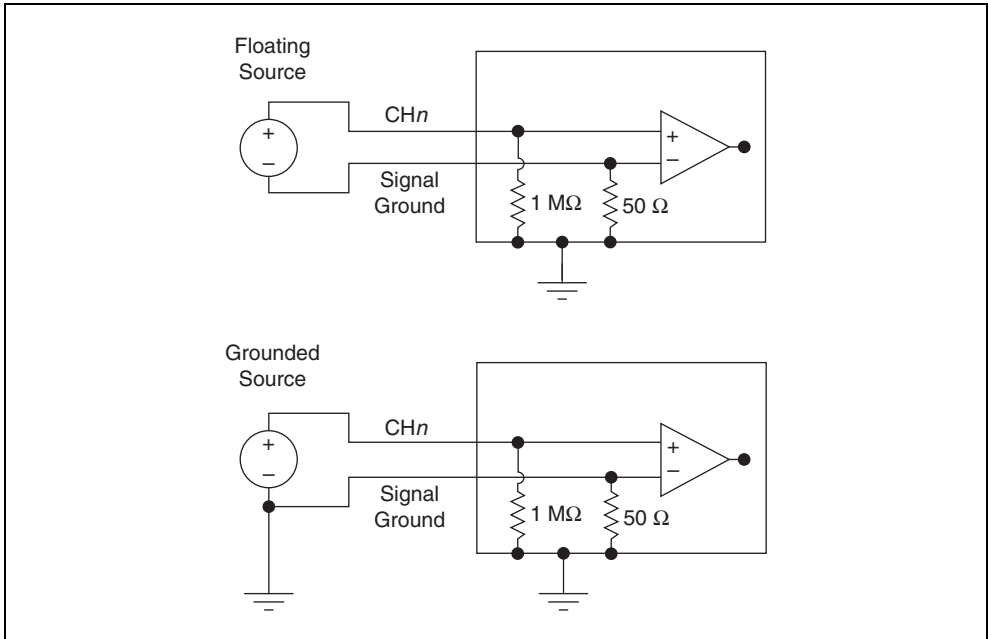 Floating
Source
CHn
+
−
Signal
Ground
+
−
1 MΩ
50 Ω
Grounded
Source
CHn
+
−
Signal
Ground
+
−
1 MΩ
50 Ω